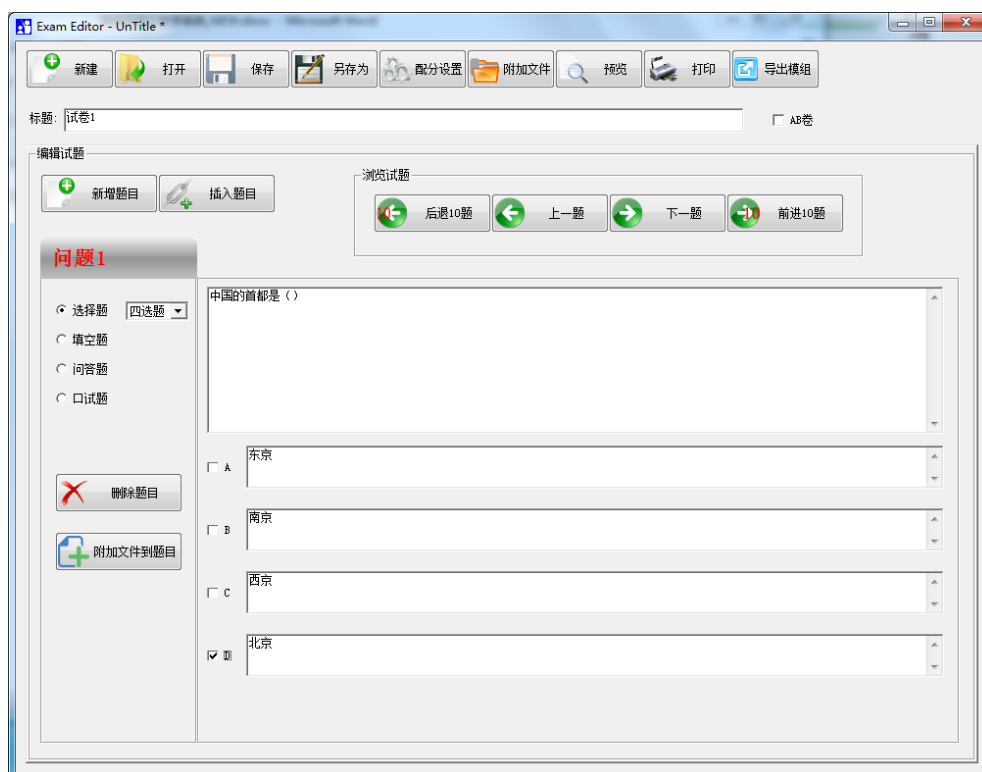 Exam Editor - UnTitle *
新建 打开 保存 另存为 配分设置 附加文件 预览 打印 导出模组
标题: 试卷1 AB卷
编辑试题
浏览试题
新增题目 插入题目
10 后退10题 上一题 下一题 10 前进10题
问题1
选择题 四选题
填空题
问答题
口试题
中国的首都是（）
A 东京
B 南京
C 西京
D 北京
删除题目
附加文件到题目